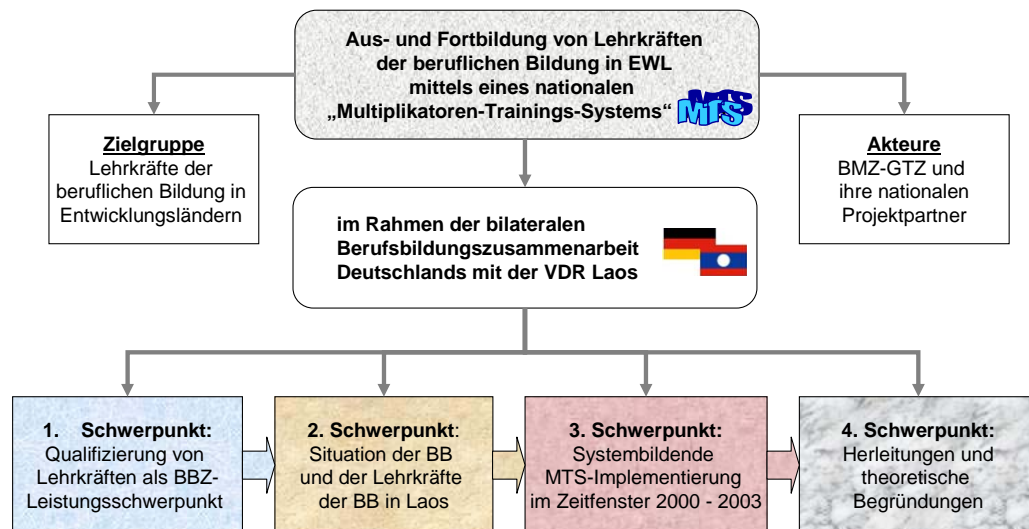 Aus- und Fortbildung von Lehrkräften
der beruflichen Bildung in EWL
mittels eines nationalen
„Multiplikatoren-Trainings-Systems“
MTS
Zielgruppe
Lehrkräfte der
beruflichen Bildung in
Entwicklungsländern
Akteure
BMZ-GTZ und
ihre nationalen
Projektpartner
im Rahmen der bilateralen
Berufsbildungszusammenarbeit
Deutschlands mit der VDR Laos
1. Schwerpunkt:
Qualifizierung von
Lehrkräften als BBZ-
Leistungsschwerpunkt
2. Schwerpunkt:
Situation der BB
und der Lehrkräfte
der BB in Laos
3. Schwerpunkt:
Systembildende
MTS-Implementierung
im Zeitfenster 2000 - 2003
4. Schwerpunkt:
Herleitungen und
theoretische
Begründungen